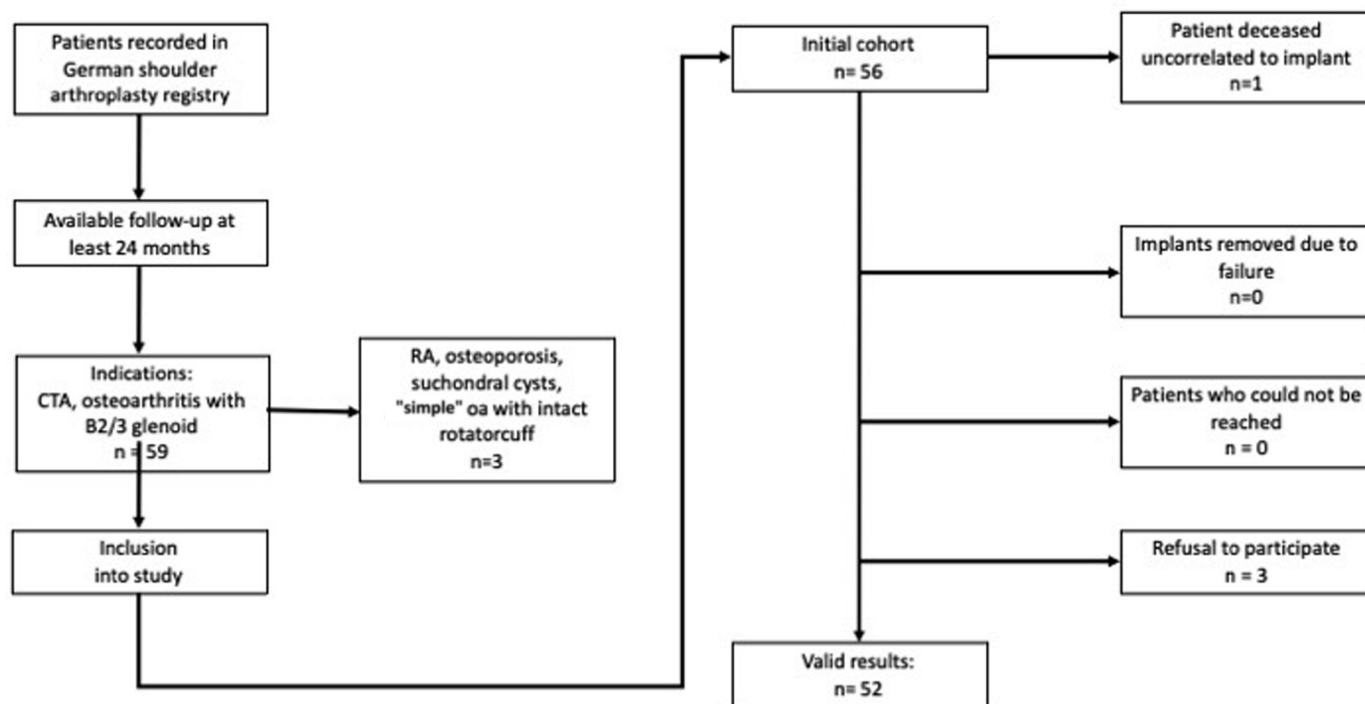 Patients recorded in
German shoulder
arthroplasty registry
Available follow-up at
least 24 months
Indications:
CTA, osteoarthritis with
B2/3 glenoid
n = 59
RA, osteoporosis,
suchondral cysts,
"simple" oa with intact
rotatorcuff
n=3
Inclusion
into study
Initial cohort
n= 56
Patient deceased
uncorrelated to implant
n=1
Implants removed due to
failure
n=0
Patients who could not be
reached
n = 0
Refusal to participate
n = 3
Valid results:
n= 52